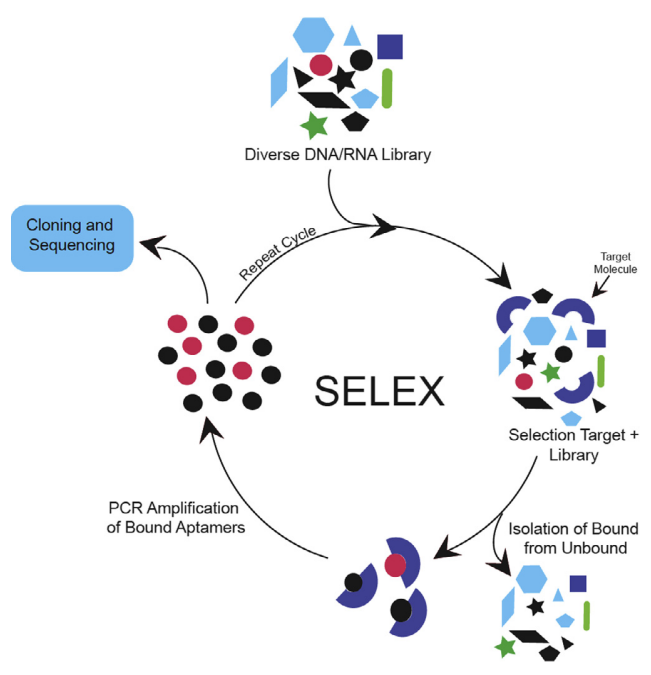 Diverse DNA/RNA Library
Cloning and
Sequencing
Repeat Cycle
Target
Molecule
SELEX
Selection Target +
Library
PCR Amplification
of Bound Aptamers
Isolation of Bound
from Unbound